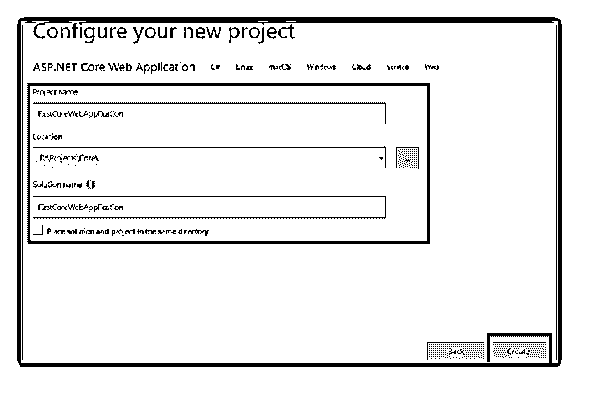 Configure your new project
ASP.NET Core Web Application C# Linux macOS Windows Cloud Service Web
Project name
FirstCoreWebApplication
Location
D:\Projects\Core\
...
Solution name
FirstCoreWebApplication
Place solution and project in the same directory
Back Create